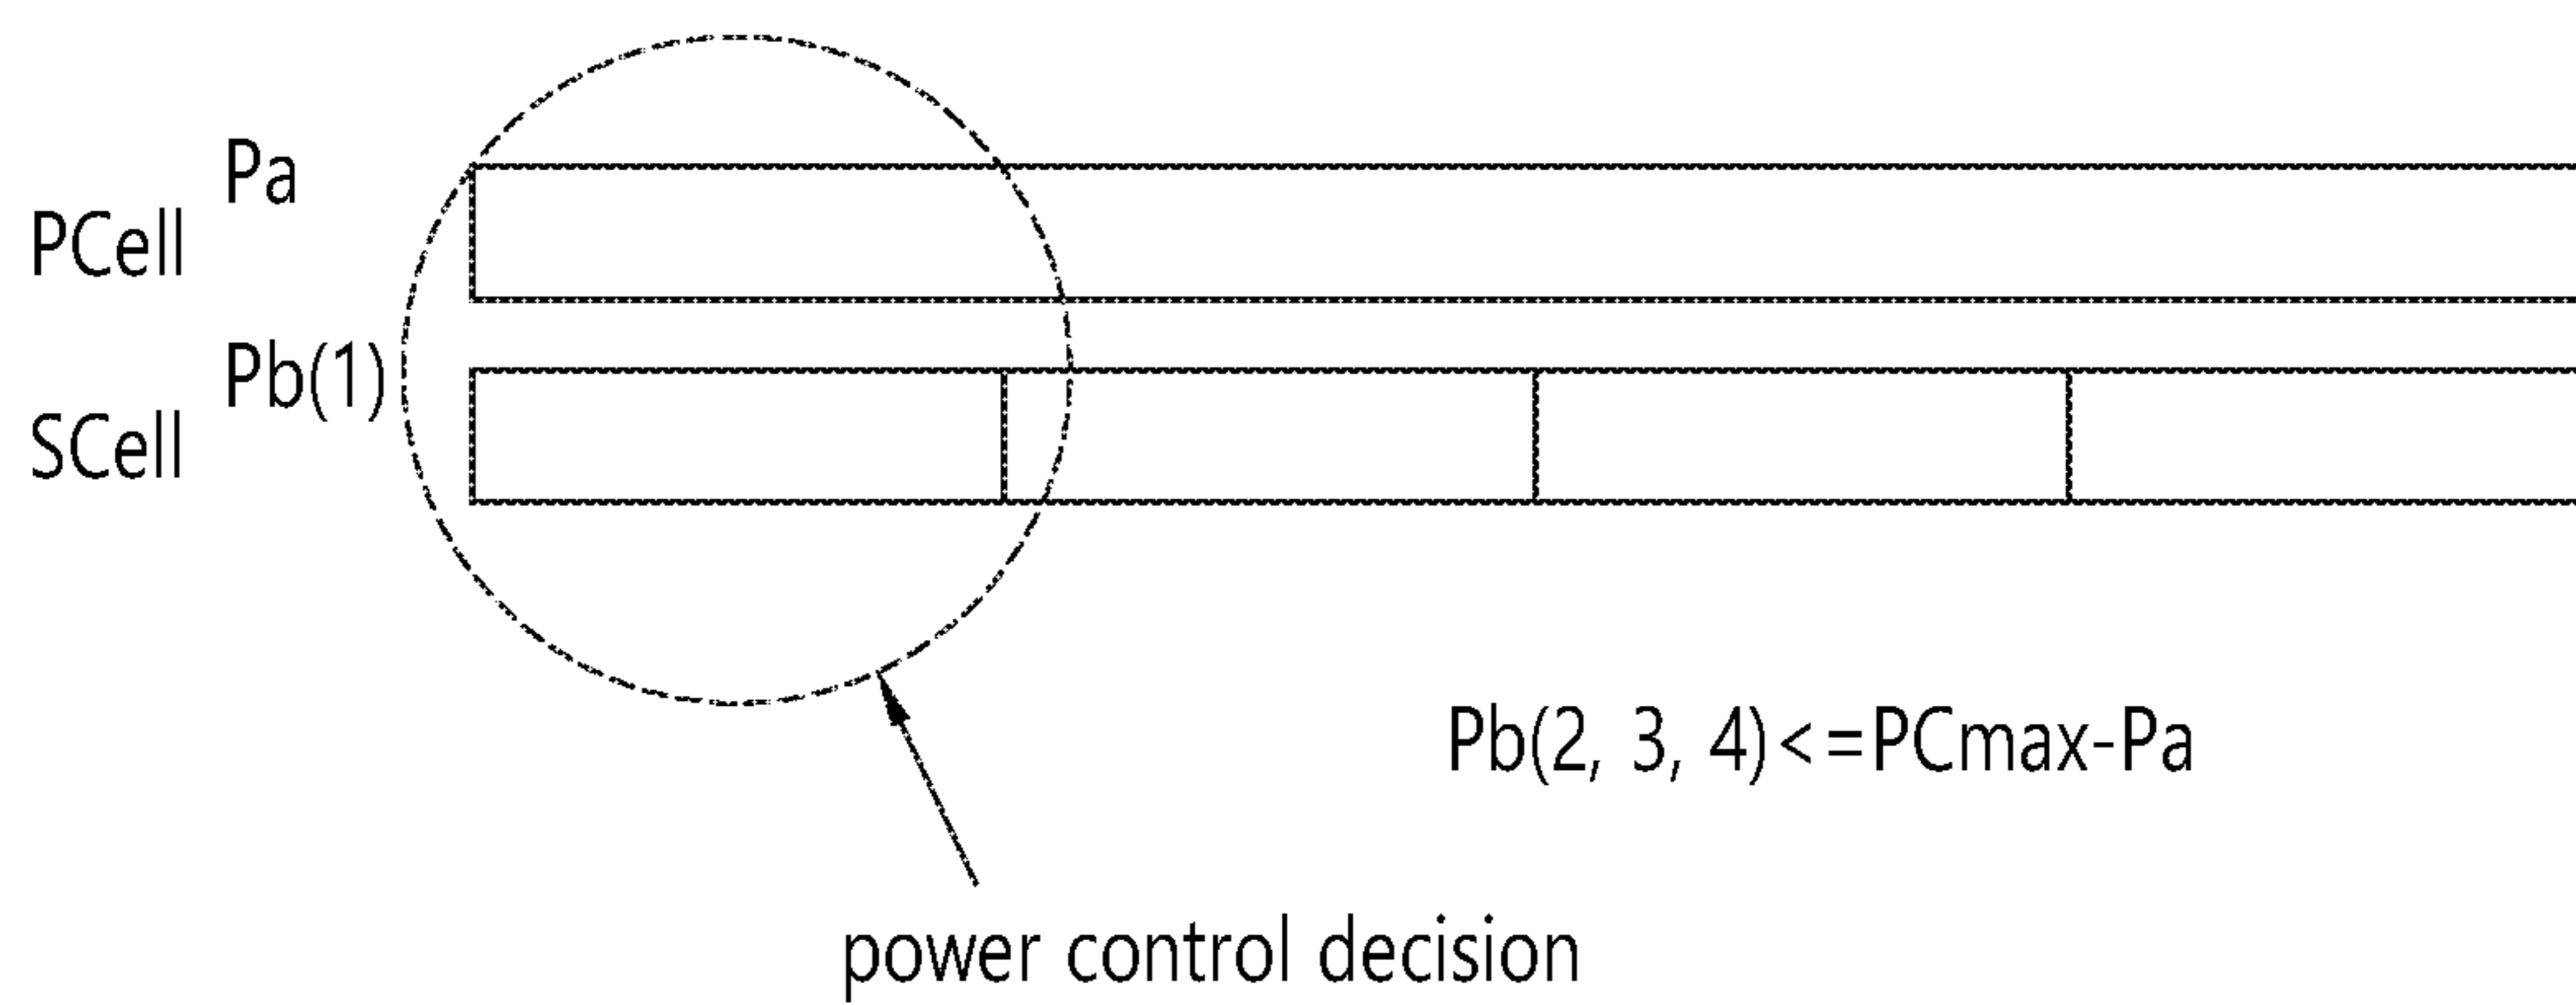 Pa
PCell
Pb(1)
SCell
Pb(2, 3, 4)<=PCmax-Pa
power control decision